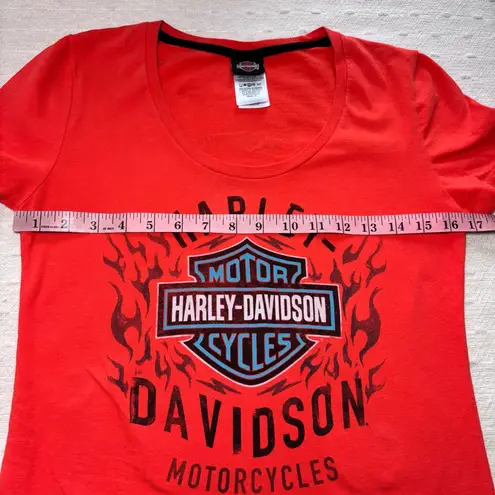 HARLEY-
1 2 3 4 5 6 7 8 9 10 11 12 13 14 15 16 17
MOTOR
HARLEY-DAVIDSON
CYCLES
DAVIDSON
MOTORCYCLES